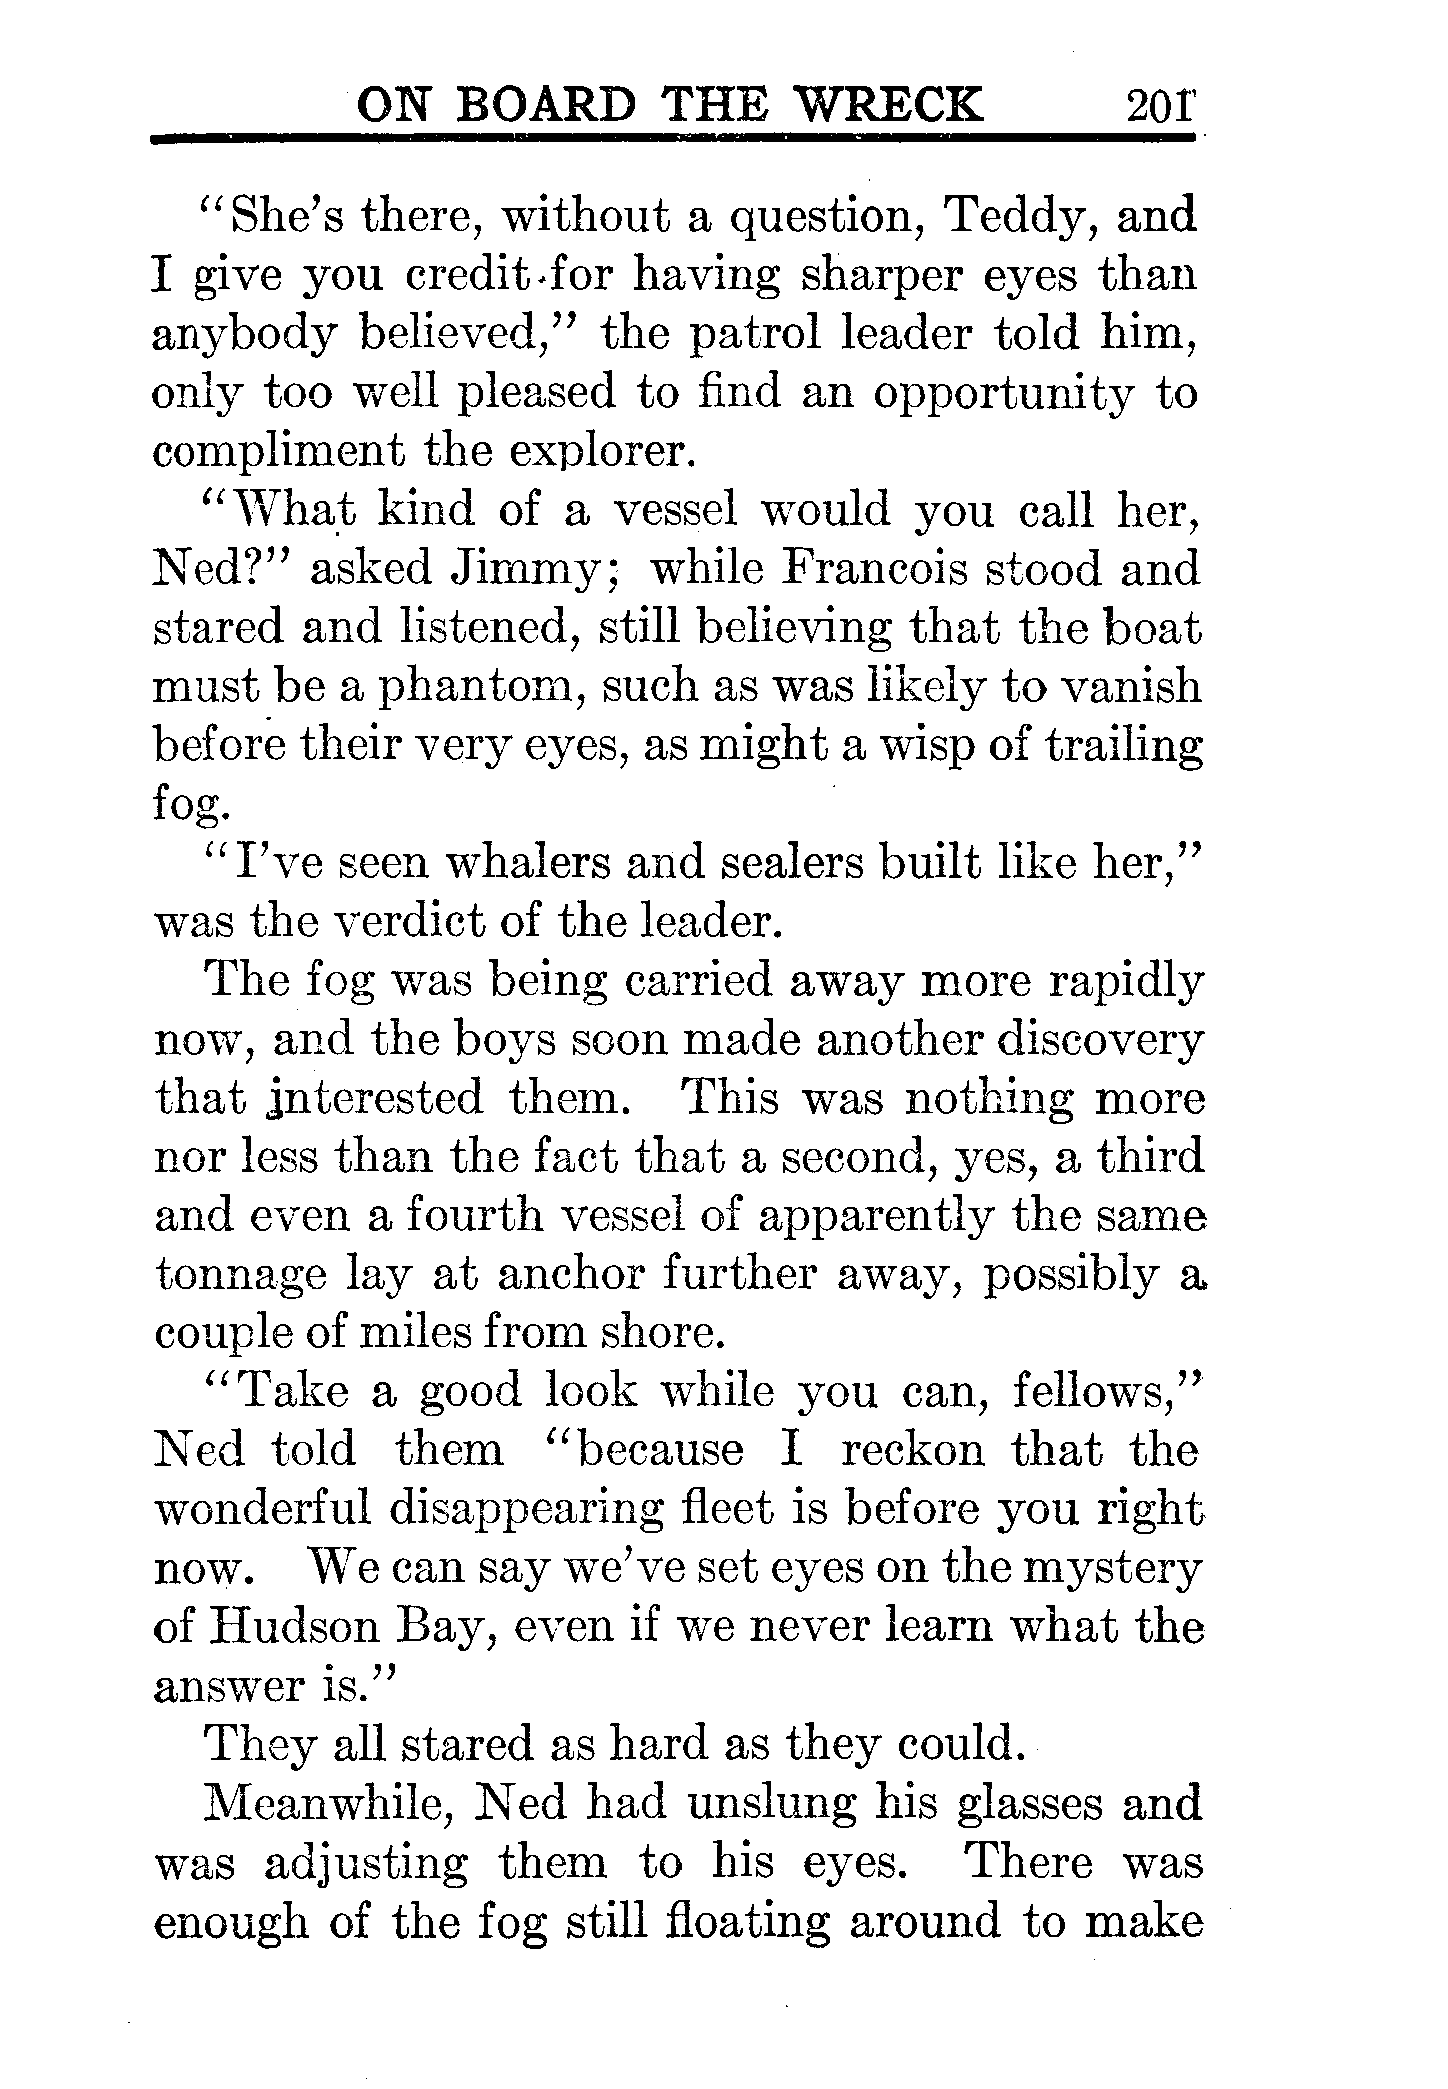 ON BOARD THE WRECK 201
"She's there, without a question, Teddy, and
I give you credit for having sharper eyes than
anybody believed," the patrol leader told him,
only too well pleased to find an opportunity to
compliment the explorer.
"What kind of a vessel would you call her,
Ned?" asked Jimmy; while Francois stood and
stared and listened, still believing that the boat
must be a phantom, such as was likely to vanish
before their very eyes, as might a wisp of trailing
fog.
"I've seen whalers and sealers built like her,"
was the verdict of the leader.
The fog was being carried away more rapidly
now, and the boys soon made another discovery
that interested them. This was nothing more
nor less than the fact that a second, yes, a third
and even a fourth vessel of apparently the same
tonnage lay at anchor further away, possibly a
couple of miles from shore.
"Take a good look while you can, fellows,"
Ned told them "because I reckon that the
wonderful disappearing fleet is before you right
now. We can say we've set eyes on the mystery
of Hudson Bay, even if we never learn what the
answer is."
They all stared as hard as they could.
Meanwhile, Ned had unslung his glasses and
was adjusting them to his eyes. There was
enough of the fog still floating around to make